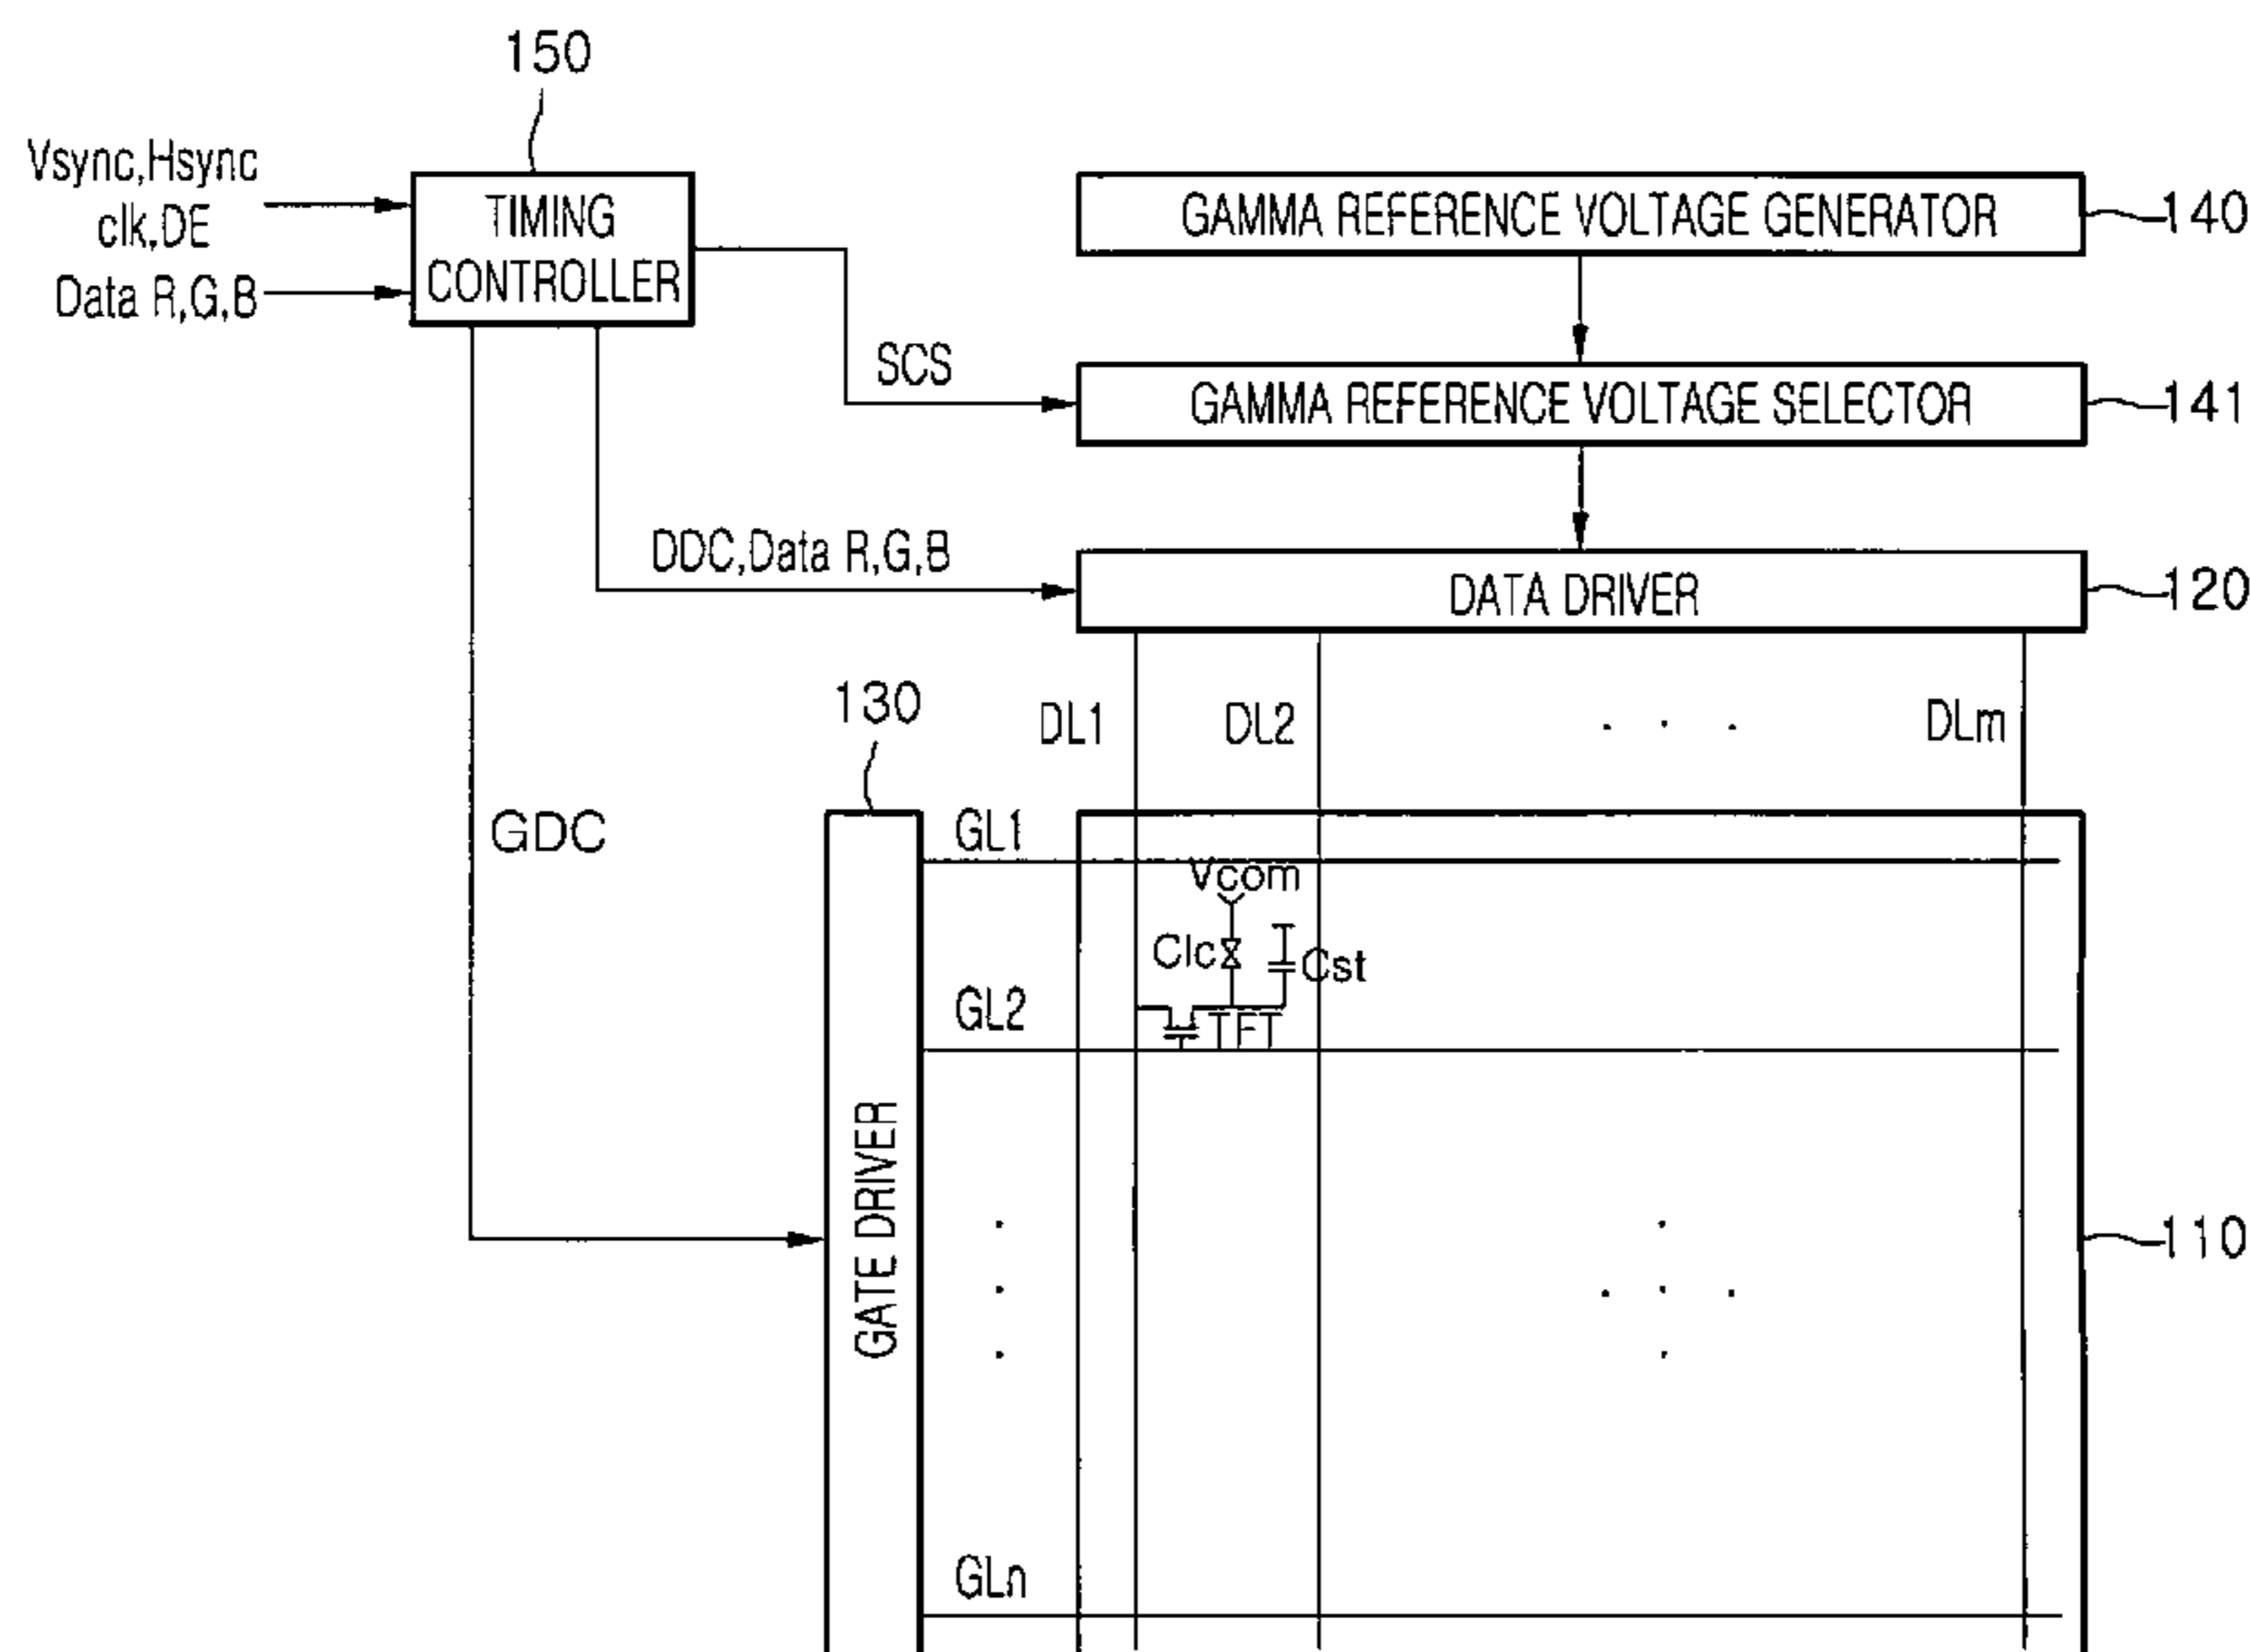 150
Vsync,Hsync
clk,DE
Data R,G,B
TIMING
CONTROLLER
GAMMA REFERENCE VOLTAGE GENERATOR
140
SCS
GAMMA REFERENCE VOLTAGE SELECTOR
141
DDC,Data R,G,B
DATA DRIVER
120
130
DL1
DL2
. . .
DLm
GDC
GL1
Vcom
Clc
Cst
GL2
TFT
GATE DRIVER
110
GLn